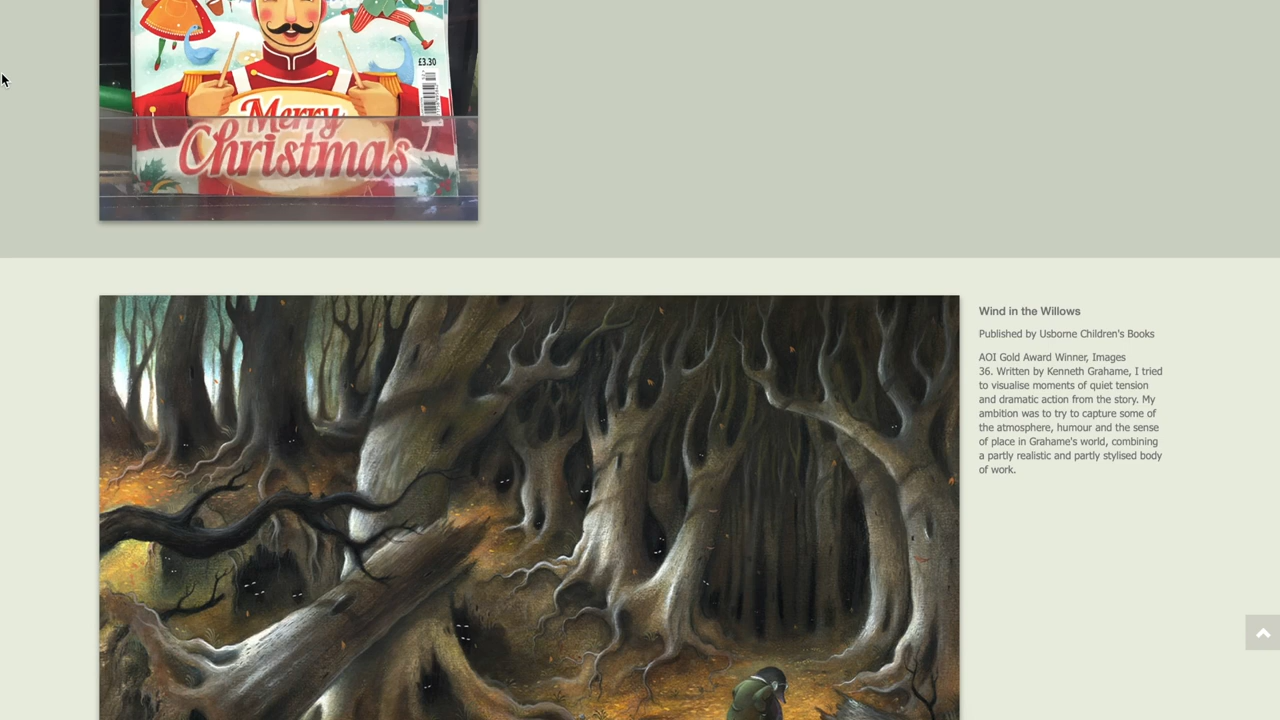 £3.30
Merry
Christmas
Wind in the Willows
Published by Usborne Children's Books
AOI Gold Award Winner, Images
36. Written by Kenneth Grahame, I tried
to visualise moments of quiet tension
and dramatic action from the story. My
ambition was to try to capture some of
the atmosphere, humour and the sense
of place in Grahame's world, combining
a partly realistic and partly stylised body
of work.